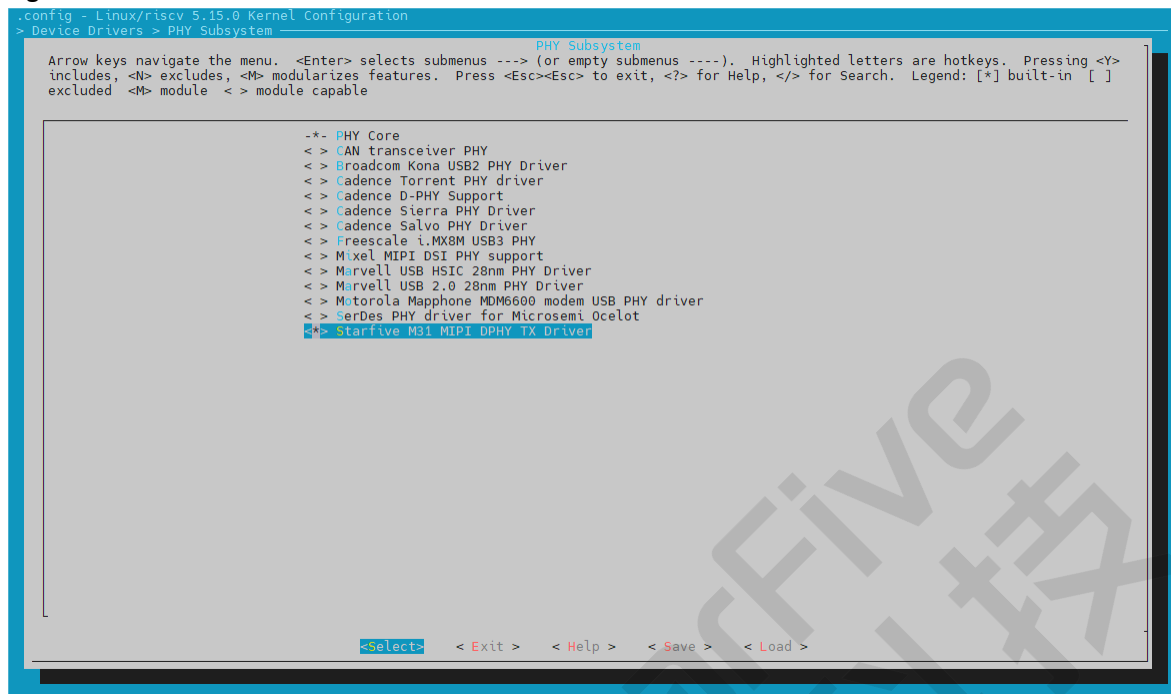 .config - Linux/riscv 5.15.0 Kernel Configuration
> Device Drivers > PHY Subsystem
PHY Subsystem
Arrow keys navigate the menu.  <Enter> selects submenus ---> (or empty submenus ----).  Highlighted letters are hotkeys.  Pressing <Y>
includes, <N> excludes, <M> modularizes features.  Press <Esc><Esc> to exit, <?> for Help, </> for Search.  Legend: [*] built-in  [ ]
excluded  <M> module  < > module capable
-*- PHY Core
< > CAN transceiver PHY
< > Broadcom Kona USB2 PHY Driver
< > Cadence Torrent PHY driver
< > Cadence D-PHY Support
< > Cadence Sierra PHY Driver
< > Cadence Salvo PHY Driver
< > Freescale i.MX8M USB3 PHY
< > Mixel MIPI DSI PHY support
< > Marvell USB HSIC 28nm PHY Driver
< > Marvell USB 2.0 28nm PHY Driver
< > Motorola Mapphone MDM6600 modem USB PHY driver
< > SerDes PHY driver for Microsemi Ocelot
<*> Starfive M31 MIPI DPHY TX Driver
<Select>    < Exit >    < Help >    < Save >    < Load >